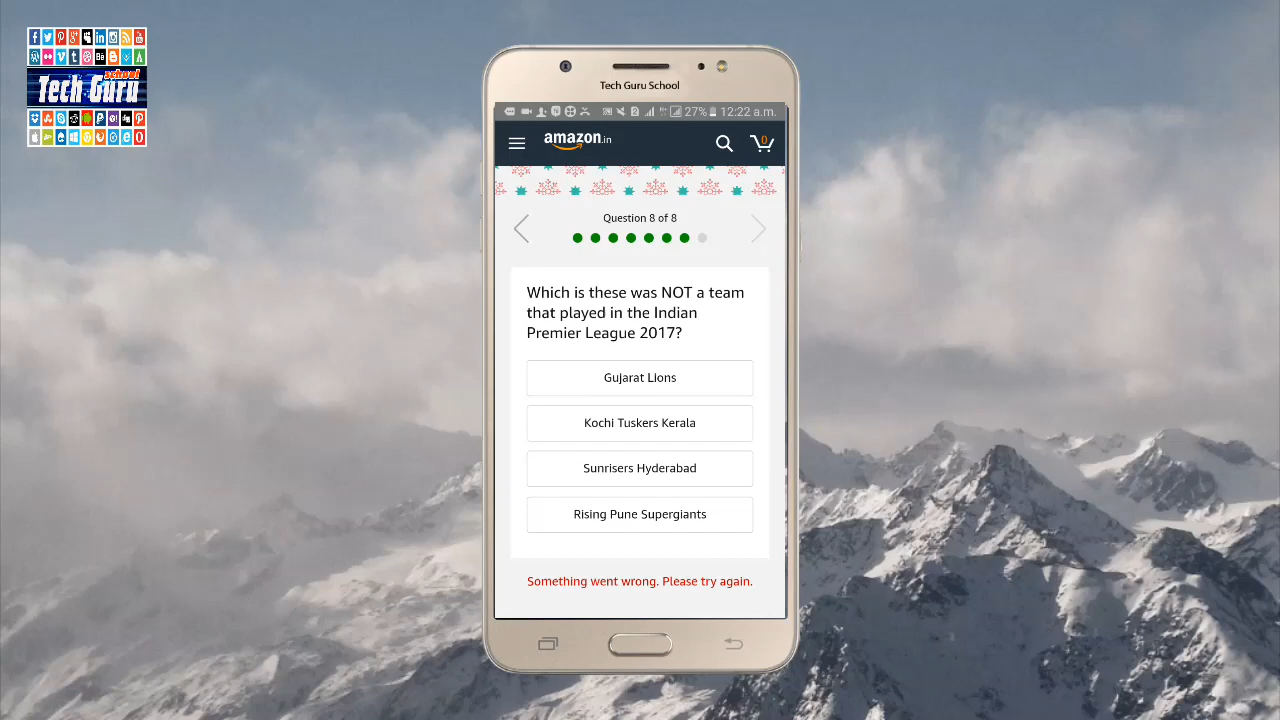 school
Tech Guru
Tech Guru School
27% 12:22 a.m.
amazon.in
0
Question 8 of 8
Which is these was NOT a team
that played in the Indian
Premier League 2017?
Gujarat Lions
Kochi Tuskers Kerala
Sunrisers Hyderabad
Rising Pune Supergiants
Something went wrong. Please try again.